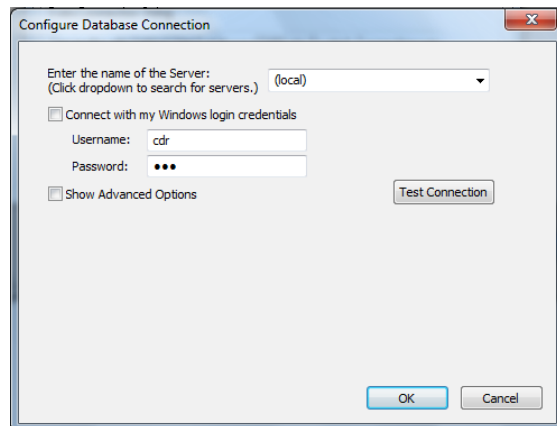 Configure Database Connection
Enter the name of the Server:
(Click dropdown to search for servers.)
(local)
Connect with my Windows login credentials
Username:
cdr
Password:
•••
Show Advanced Options
Test Connection
OK
Cancel